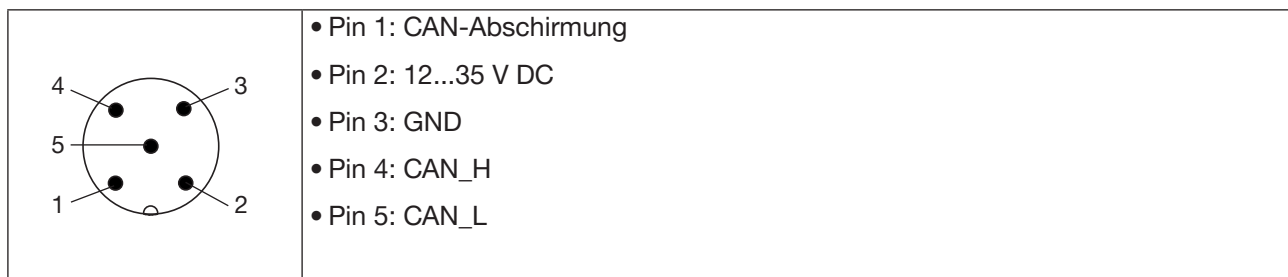 4
3
5
1
2
• Pin 1: CAN-Abschirmung
• Pin 2: 12...35 V DC
• Pin 3: GND
• Pin 4: CAN_H
• Pin 5: CAN_L